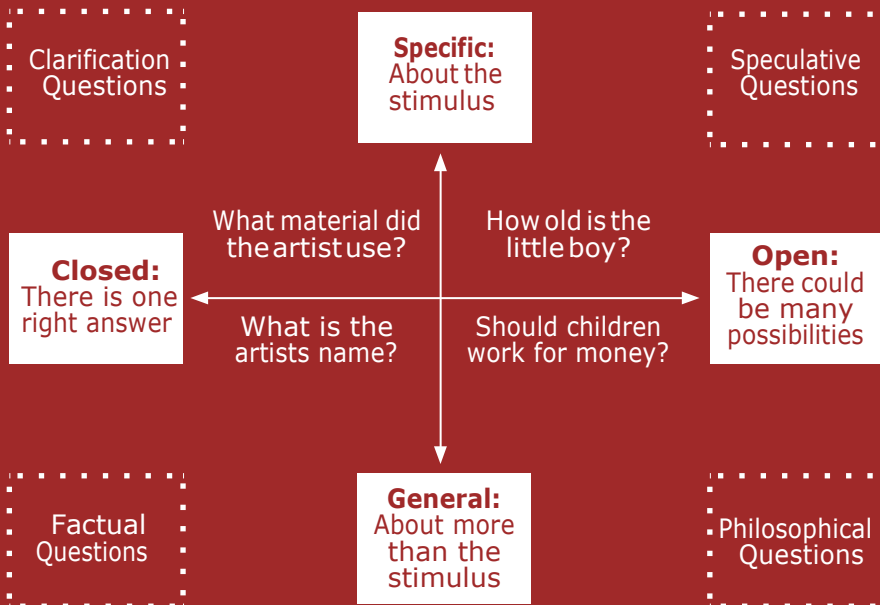 Clarification
Questions
Specific:
About the
stimulus
Speculative
Questions
What material did
the artist use?
How old is the
little boy?
Closed:
There is one
right answer
Open:
There could
be many
possibilities
What is the
artists name?
Should children
work for money?
Factual
Questions
General:
About more
than the
stimulus
Philosophical
Questions